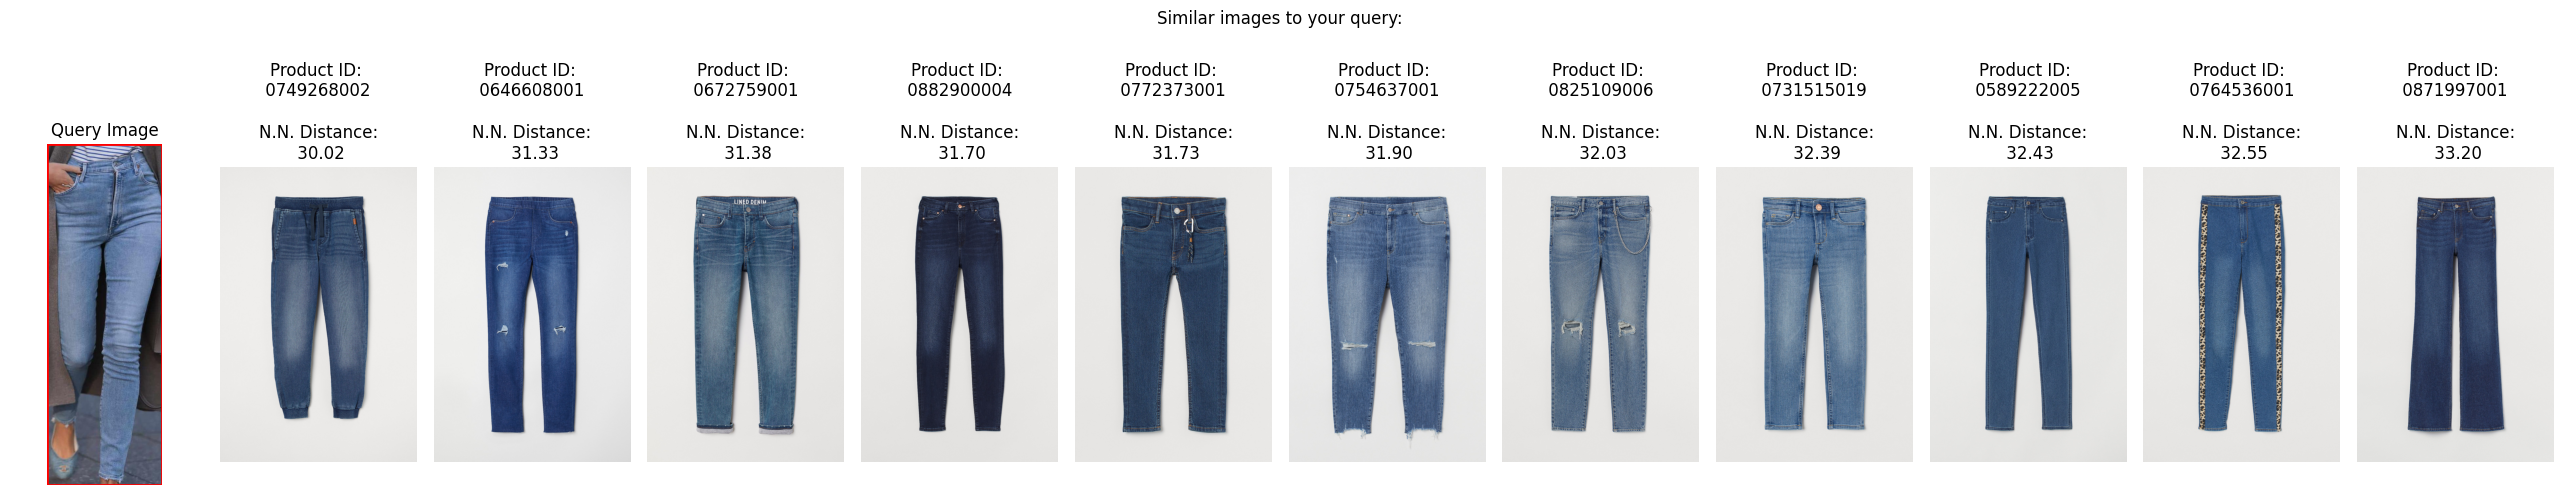 Similar images to your query:
Query Image
Product ID:
0749268002
N.N. Distance:
30.02
Product ID:
0646608001
N.N. Distance:
31.33
Product ID:
0672759001
N.N. Distance:
31.38
LINED DENIM
Product ID:
0882900004
N.N. Distance:
31.70
Product ID:
0772373001
N.N. Distance:
31.73
Product ID:
0754637001
N.N. Distance:
31.90
Product ID:
0825109006
N.N. Distance:
32.03
Product ID:
0731515019
N.N. Distance:
32.39
Product ID:
0589222005
N.N. Distance:
32.43
Product ID:
0764536001
N.N. Distance:
32.55
Product ID:
0871997001
N.N. Distance:
33.20